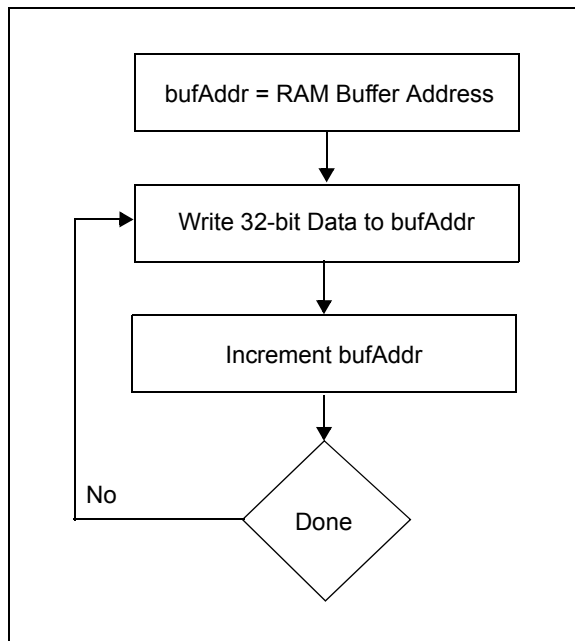 bufAddr = RAM Buffer Address
Write 32-bit Data to bufAddr
Increment bufAddr
No
Done